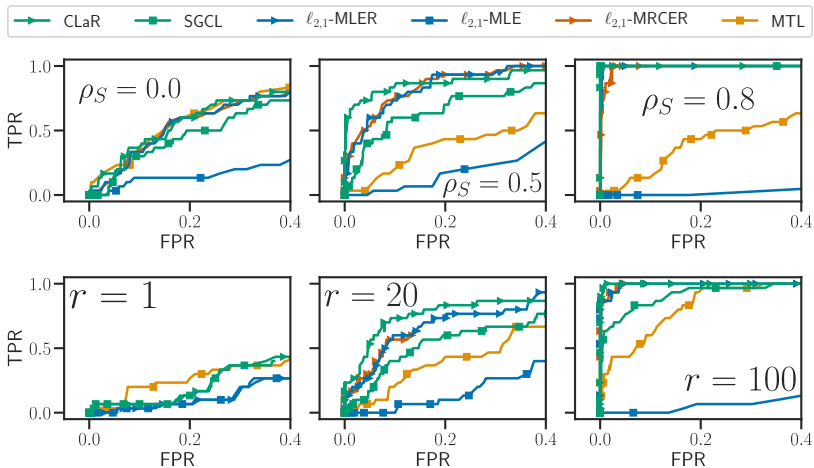 CLaR SGCL ℓ2,1-MLER ℓ2,1-MLE ℓ2,1-MRCER MTL
TPR
1.0
0.5
0.0
ρS = 0.0
ρS = 0.5
ρS = 0.8
0.0 0.2 0.4 0.0 0.2 0.4 0.0 0.2 0.4
FPR FPR FPR
TPR
1.0
0.5
0.0
r = 1
r = 20
r = 100
0.0 0.2 0.4 0.0 0.2 0.4 0.0 0.2 0.4
FPR FPR FPR